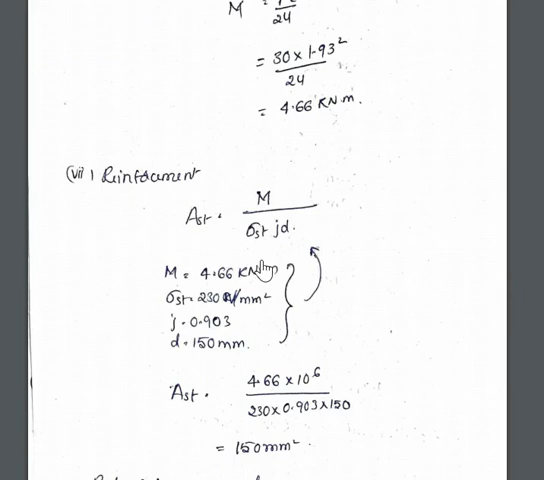 M = /24
= 30 x 1.93² / 24
= 4.66 KN.m.
(vii) Reinforcement
Ast = M / σst jd.
M = 4.66 KN
σst = 230 N/mm²
j = 0.903
d = 150 mm.
Ast = 4.66 x 10⁶ / 230 x 0.903 x 150
= 150 mm².